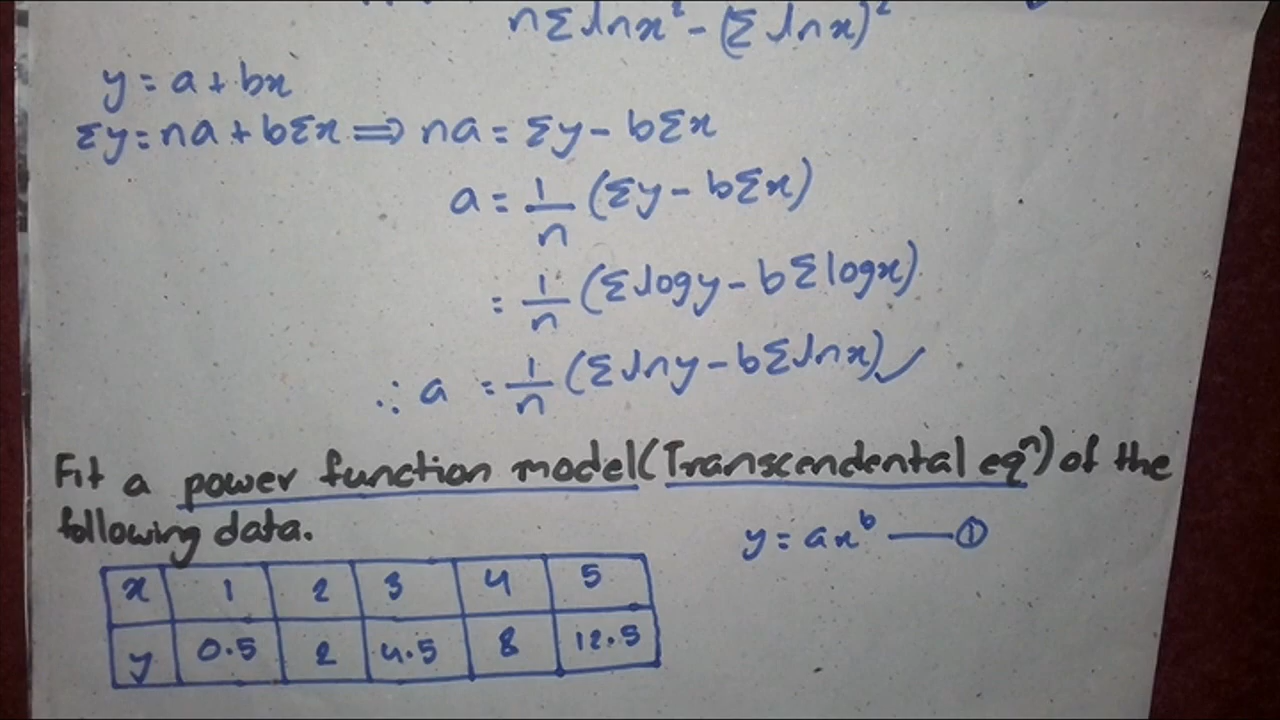 nΣlnx² - (Σlnx)²
y = a + bx
Σy = na + bΣx ⟹ na = Σy - bΣx
a = 1/n (Σy - bΣx)
= 1/n (Σlogy - bΣlogx)
∴ a = 1/n (Σlny - bΣlnx) ✓
Fit a power function model (Transcendental eqⁿ) of the
following data.
y = axᵇ — ①
x 1 2 3 4 5
y 0.5 2 4.5 8 12.5